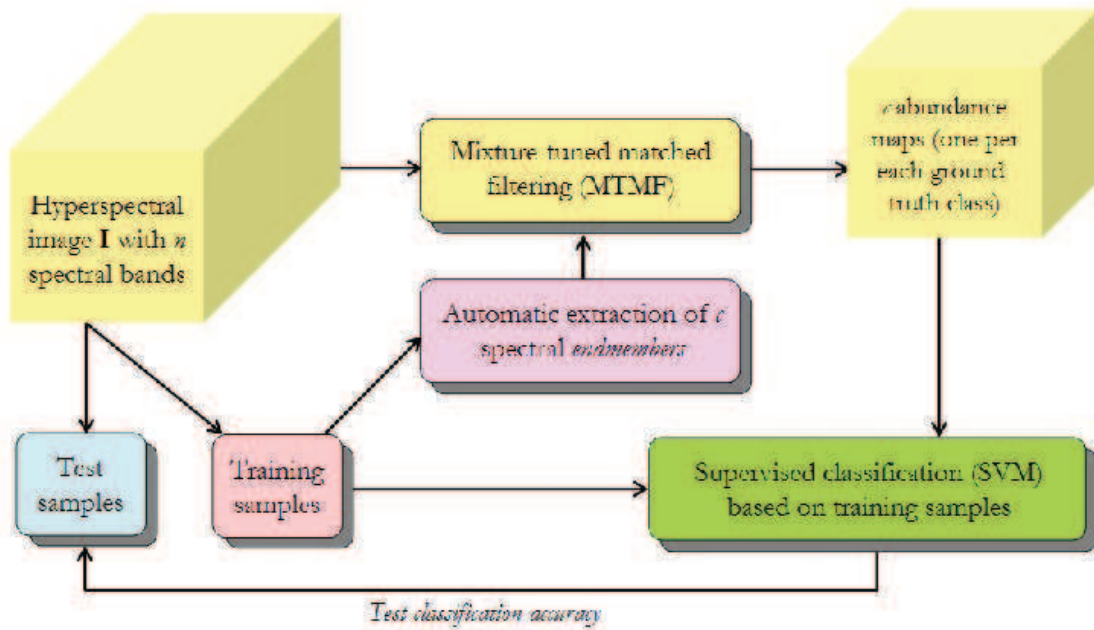 Hyperspectral
image I with n
spectral bands
Mixture-tuned matched
filtering (MTMF)
c abundance
maps (one per
each ground-
truth class)
Automatic extraction of c
spectral endmembers
Test
samples
Training
samples
Supervised classification (SVM)
based on training samples
Test classification accuracy